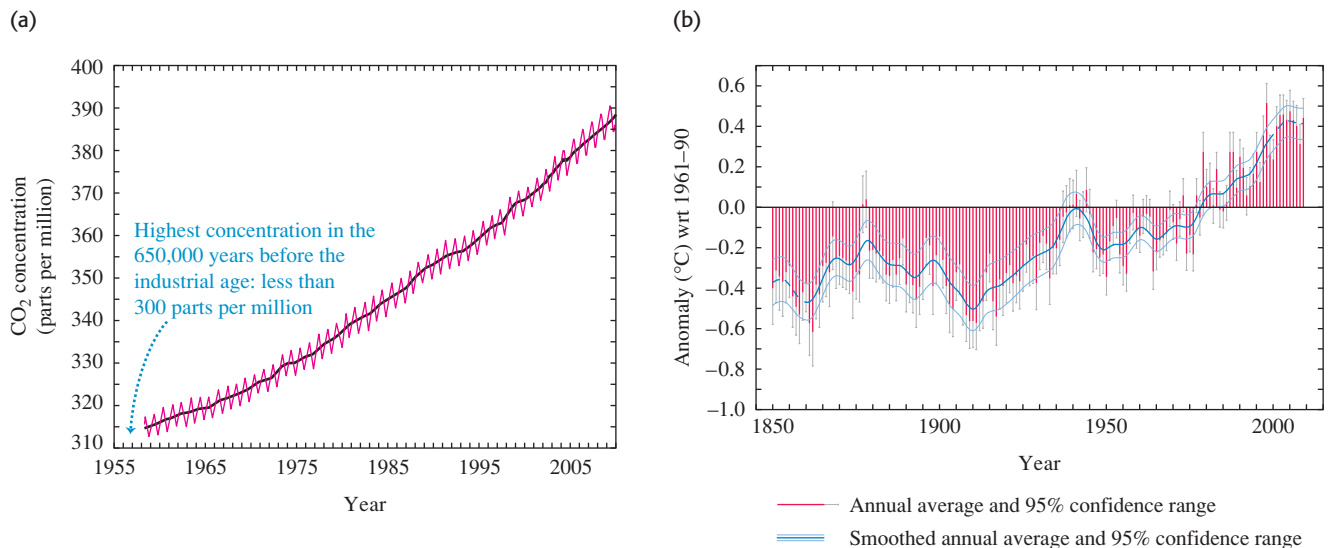 (a)
CO2 concentration
(parts per million)
400
390
380
370
360
350
340
330
320
310
Highest concentration in the
650,000 years before the
industrial age: less than
300 parts per million
1955 1965 1975 1985 1995 2005
Year
(b)
Anomaly (°C) wrt 1961–90
0.6
0.4
0.2
0.0
−0.2
−0.4
−0.6
−0.8
−1.0
1850 1900 1950 2000
Year
Annual average and 95% confidence range
Smoothed annual average and 95% confidence range